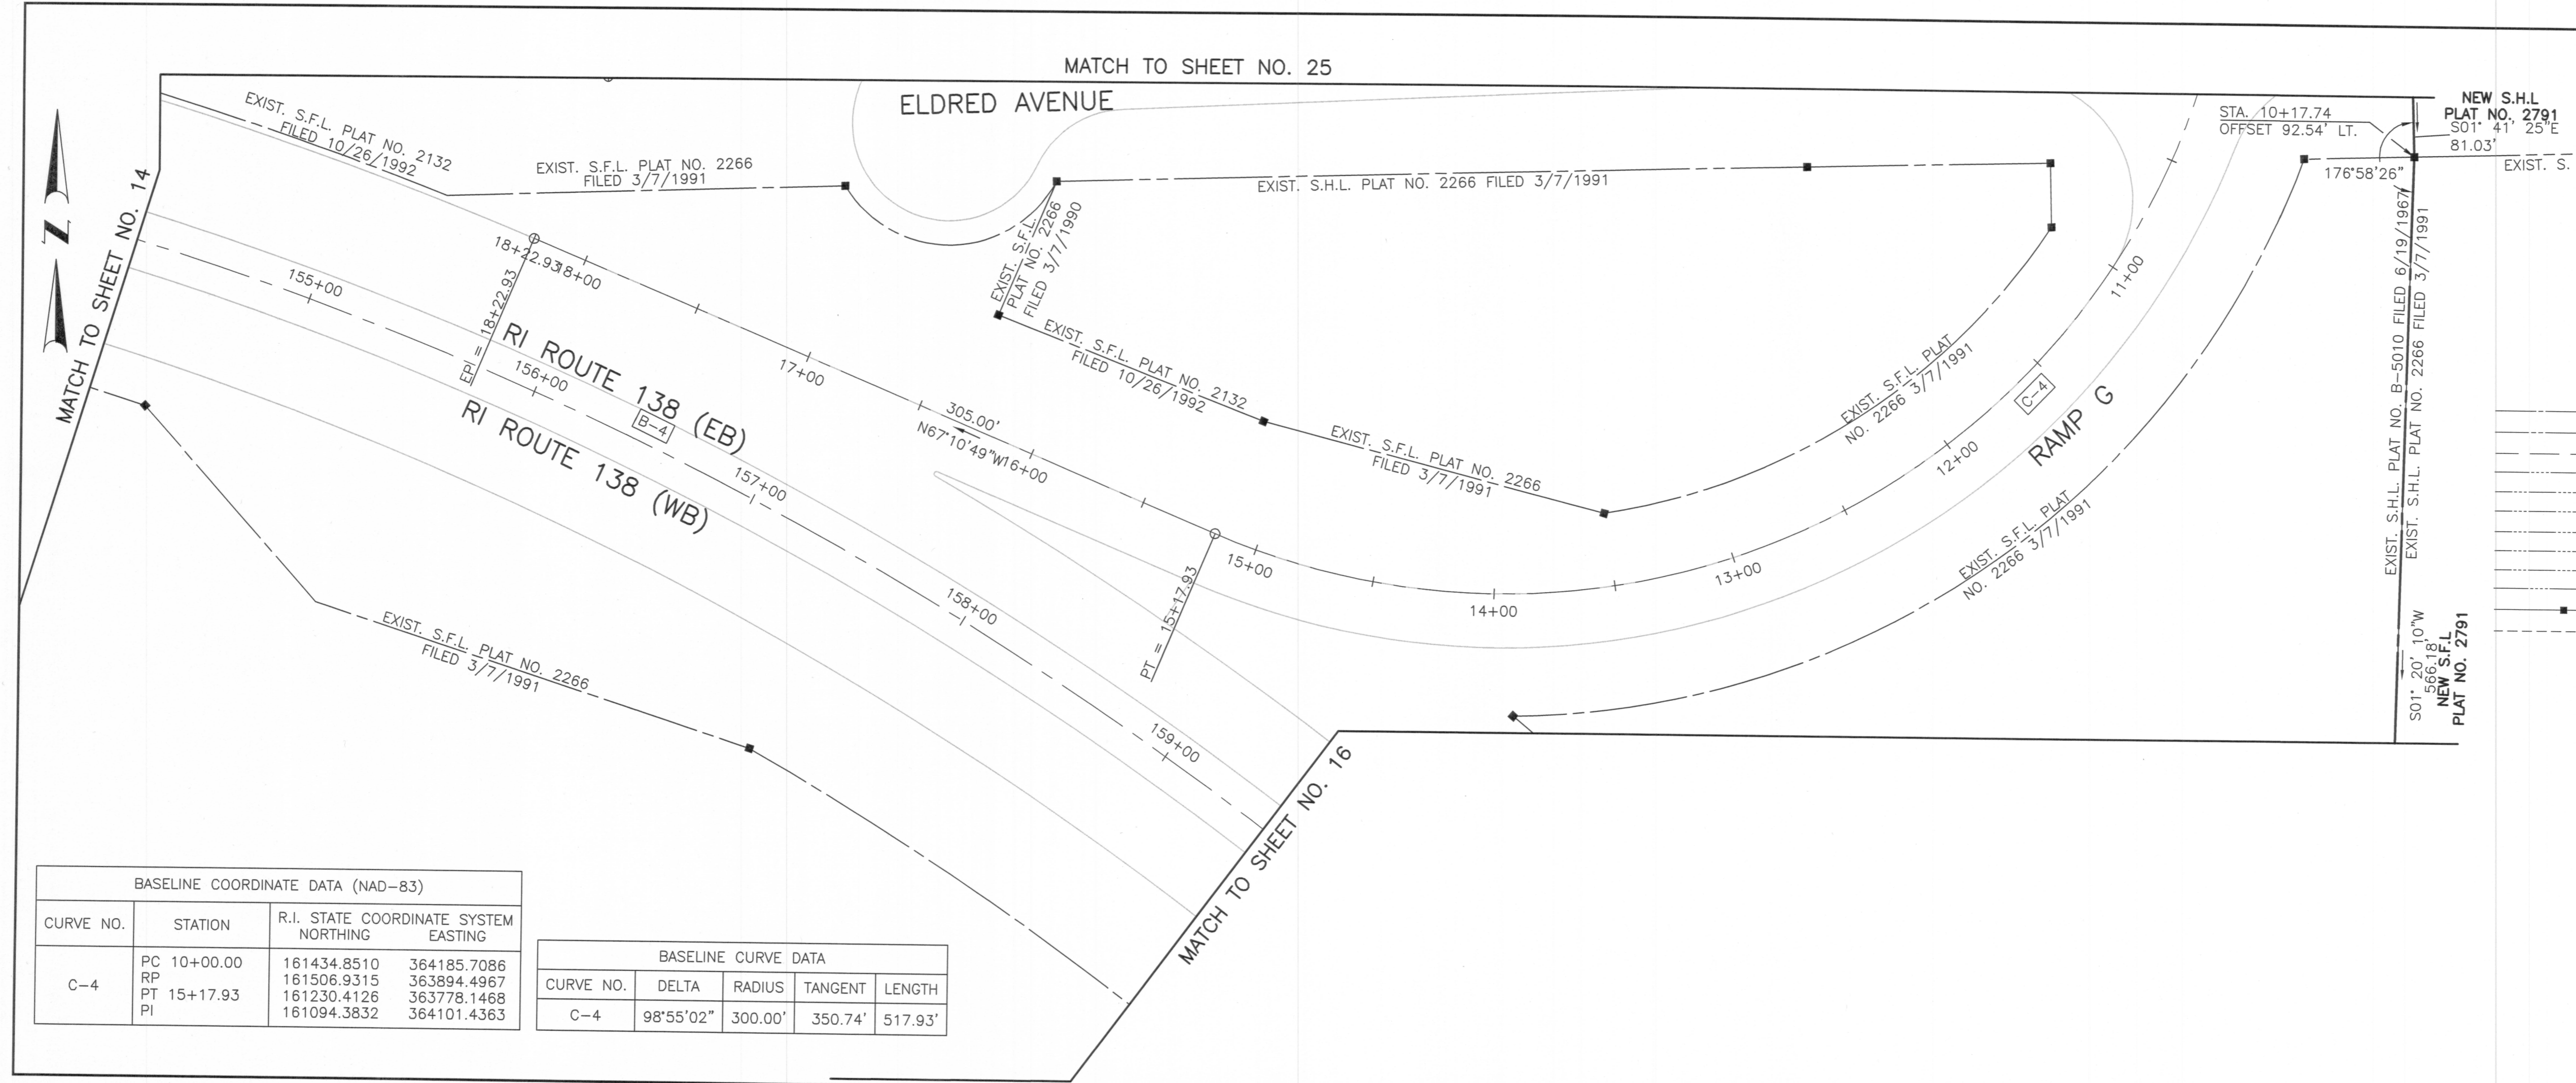 MATCH TO SHEET NO. 25
ELDRED AVENUE
EXIST. S.F.L. PLAT NO. 2132
FILED 10/26/1992
EXIST. S.F.L. PLAT NO. 2266
FILED 3/7/1991
EXIST. S.H.L. PLAT NO. 2266 FILED 3/7/1991
STA. 10+17.74
OFFSET 92.54' LT.
NEW S.H.L
PLAT NO. 2791
S01° 41' 25"E
81.03'
176°58'26"
EXIST. S.
MATCH TO SHEET NO. 14
N
155+00
18+22.93
18+00
EPI = 18+22.93
EXIST. S.F.L.
PLAT NO. 2266
FILED 3/7/1990
EXIST. S.F.L. PLAT NO. 2132
FILED 10/26/1992
EXIST. S.F.L. PLAT NO. 2266
FILED 3/7/1991
EXIST. S.F.L. PLAT
NO. 2266 3/7/1991
11+00
C-4
RAMP G
12+00
EXIST. S.H.L. PLAT NO. B-5010 FILED 6/19/1967
EXIST. S.H.L. PLAT NO. 2266 FILED 3/7/1991
RI ROUTE 138 (EB)
156+00
B-4
RI ROUTE 138 (WB)
17+00
305.00'
N67°10'49"W
16+00
157+00
15+00
PT = 15+17.93
14+00
13+00
EXIST. S.F.L. PLAT
NO. 2266 3/7/1991
158+00
159+00
EXIST. S.F.L. PLAT NO. 2266
FILED 3/7/1991
S01° 20' 10"W
566.18'
NEW S.F.L
PLAT NO. 2791
MATCH TO SHEET NO. 16
BASELINE COORDINATE DATA (NAD-83)
CURVE NO. STATION R.I. STATE COORDINATE SYSTEM
NORTHING EASTING
C-4
PC 10+00.00 161434.8510 364185.7086
RP 161506.9315 363894.4967
PT 15+17.93 161230.4126 363778.1468
PI 161094.3832 364101.4363
BASELINE CURVE DATA
CURVE NO. DELTA RADIUS TANGENT LENGTH
C-4 98°55'02" 300.00' 350.74' 517.93'